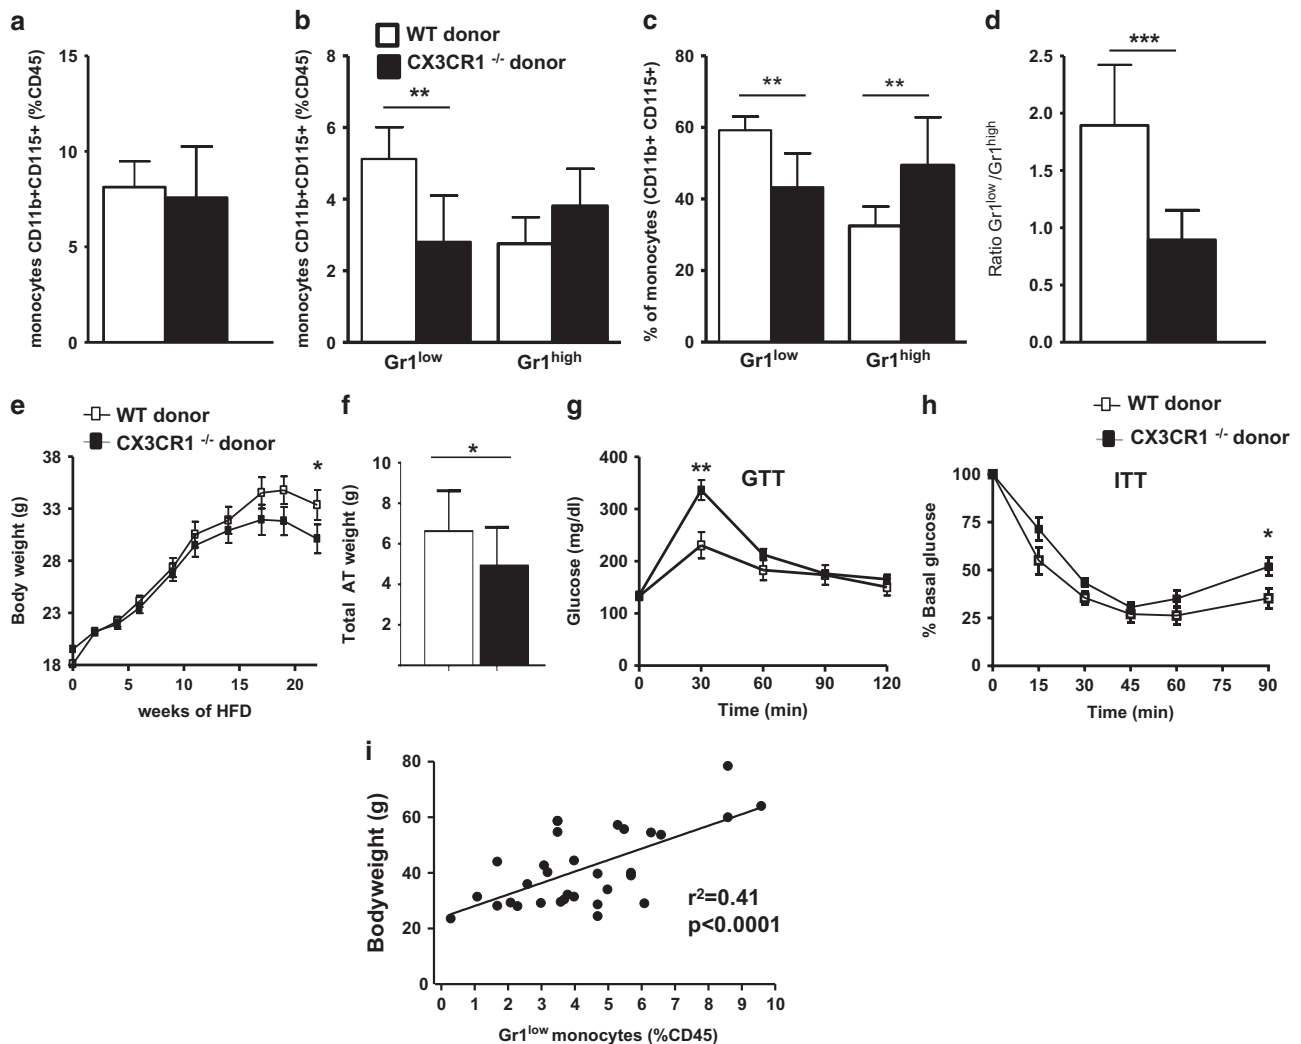 a
monocytes CD11b+CD115+ (%CD45)
15
10
5
0
b
WT donor
CX3CR1 -/- donor
monocytes CD11b+CD115+ (%CD45)
8
6
4
2
0
**
Gr1low
Gr1high
c
% of monocytes (CD11b+ CD115+)
80
60
40
20
0
**
**
Gr1low
Gr1high
d
Ratio Gr1low/Gr1high
2.5
2.0
1.5
1.0
0.5
0.0
***
e
WT donor
CX3CR1 -/- donor
Body weight (g)
38
33
28
23
18
*
0 5 10 15 20
weeks of HFD
f
Total AT weight (g)
10
8
6
4
2
*
g
GTT
Glucose (mg/dl)
400
300
200
100
0
**
0 30 60 90 120
Time (min)
h
WT donor
CX3CR1 -/- donor
ITT
% Basal glucose
100
75
50
25
0
*
0 15 30 45 60 75 90
Time (min)
i
Bodyweight (g)
80
60
40
20
0
r2=0.41
p<0.0001
0 1 2 3 4 5 6 7 8 9 10
Gr1low monocytes (%CD45)